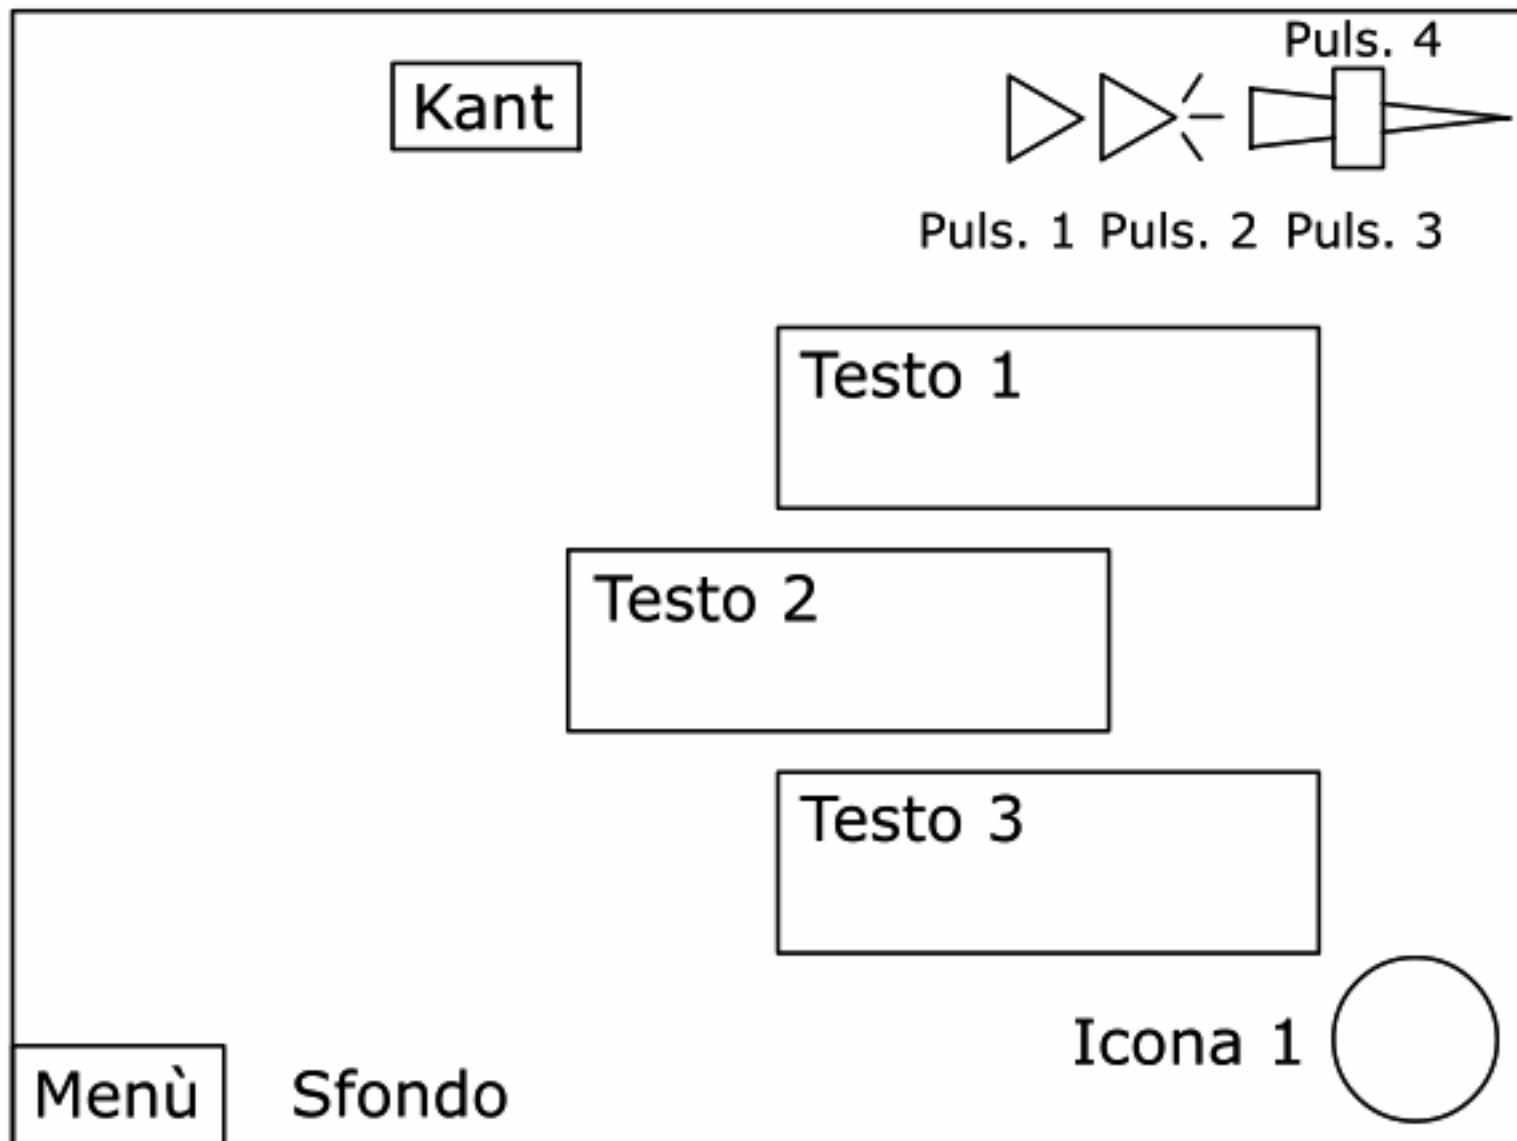 Puls. 4
Kant
Puls. 1 Puls. 2 Puls. 3
Testo 1
Testo 2
Testo 3
Icona 1
Menù Sfondo